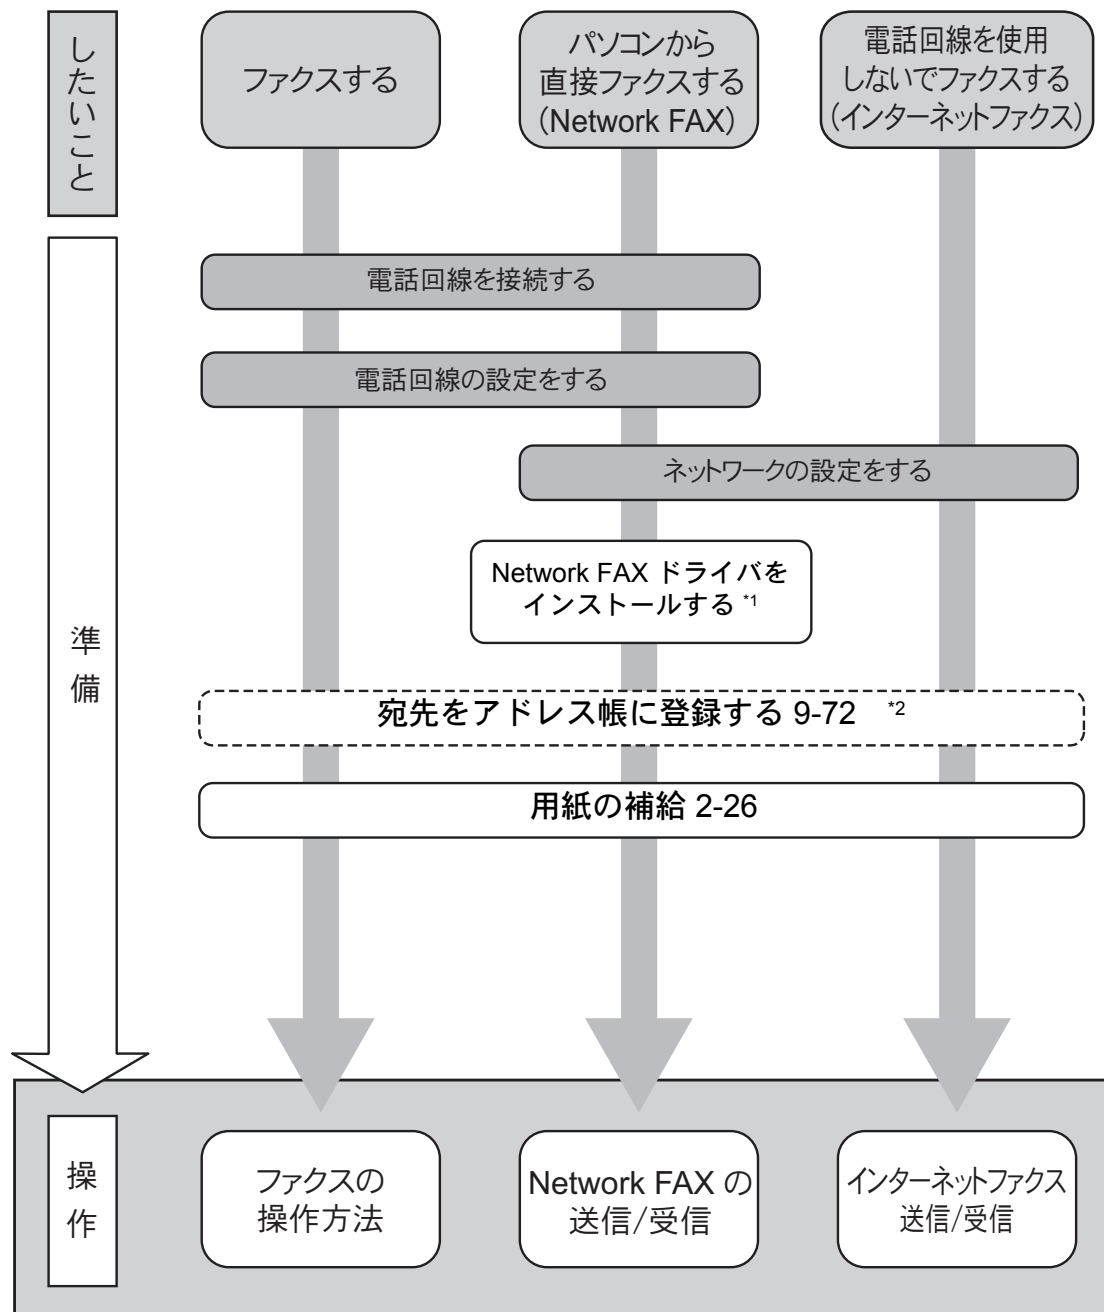 したいこと
ファクスする
パソコンから
直接ファクスする
（Network FAX）
電話回線を使用
しないでファクスする
（インターネットファクス）
電話回線を接続する
電話回線の設定をする
ネットワークの設定をする
Network FAX ドライバを
インストールする *1
準備
宛先をアドレス帳に登録する 9-72 *2
用紙の補給 2-26
操作
ファクスの
操作方法
Network FAX の
送信/受信
インターネットファクス
送信/受信